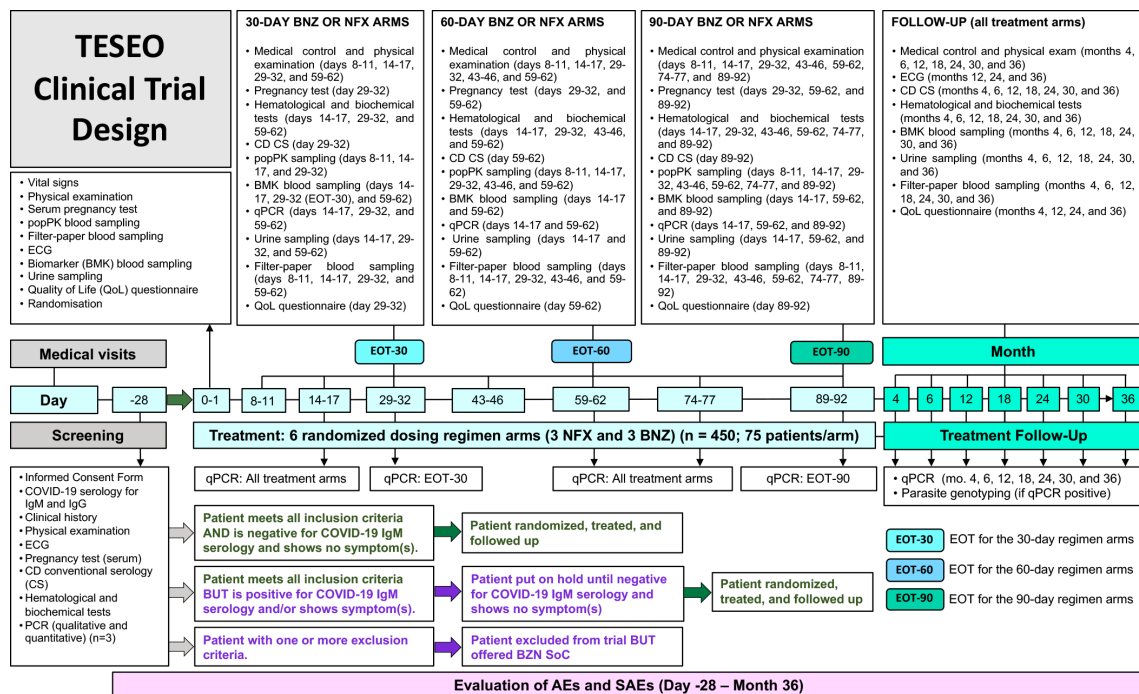 TESEO
Clinical Trial
Design
• Vital signs
• Physical examination
• Serum pregnancy test
• popPK blood sampling
• Filter-paper blood sampling
• ECG
• Biomarker (BMK) blood sampling
• Urine sampling
• Quality of Life (QoL) questionnaire
• Randomisation
30-DAY BNZ OR NFX ARMS
• Medical control and physical
examination (days 8-11, 14-17,
29-32, and 59-62)
• Pregnancy test (day 29-32)
• Hematological and biochemical
tests (days 14-17, 29-32, and
59-62)
• CD CS (day 29-32)
• popPK sampling (days 8-11, 14-
17, and 29-32)
• BMK blood sampling (days 14-
17, 29-32 (EOT-30), and 59-62)
• qPCR (days 14-17, 29-32, and
59-62)
• Urine sampling (days 14-17, 29-
32, and 59-62)
• Filter-paper blood sampling
(days 8-11, 14-17, 29-32, and
59-62)
• QoL questionnaire (day 29-32)
60-DAY BNZ OR NFX ARMS
• Medical control and physical
examination (days 8-11, 14-17, 29-
32, 43-46, and 59-62)
• Pregnancy test (days 29-32, and
59-62)
• Hematological and biochemical
tests (days 14-17, 29-32, 43-46,
and 59-62)
• CD CS (day 59-62)
• popPK sampling (days 8-11, 14-17,
29-32, 43-46, and 59-62)
• BMK blood sampling (days 14-17
and 59-62)
• qPCR (days 14-17 and 59-62)
• Urine sampling (days 14-17 and
59-62)
• Filter-paper blood sampling (days
8-11, 14-17, 29-32, 43-46, and 59-
62)
• QoL questionnaire (day 59-62)
90-DAY BNZ OR NFX ARMS
• Medical control and physical examination
(days 8-11, 14-17, 29-32, 43-46, 59-62,
74-77, and 89-92)
• Pregnancy test (days 29-32, 59-62, and
89-92)
• Hematological and biochemical tests
(days 14-17, 29-32, 43-46, 59-62, 74-77,
and 89-92)
• CD CS (day 89-92)
• popPK sampling (days 8-11, 14-17, 29-
32, 43-46, 59-62, 74-77, and 89-92)
• BMK blood sampling (days 14-17, 59-62,
and 89-92)
• qPCR (days 14-17, 59-62, and 89-92)
• Urine sampling (days 14-17, 59-62, and
89-92)
• Filter-paper blood sampling (days 8-11,
14-17, 29-32, 43-46, 59-62, 74-77, 89-
92)
• QoL questionnaire (day 89-92)
FOLLOW-UP (all treatment arms)
• Medical control and physical exam (months 4,
6, 12, 18, 24, 30, and 36)
• ECG (months 12, 24, and 36)
• CD CS (months 4, 6, 12, 18, 24, 30, and 36)
• Hematological and biochemical tests
(months 4, 6, 12, 18, 24, 30, and 36)
• BMK blood sampling (months 4, 6, 12, 18, 24,
30, and 36)
• Urine sampling (months 4, 6, 12, 18, 24, 30,
and 36)
• Filter-paper blood sampling (months 4, 6, 12,
18, 24, 30, and 36)
• QoL questionnaire (months 4, 12, 24, and 36)
Medical visits
EOT-30
EOT-60
EOT-90
Month
Day
-28
0-1
8-11
14-17
29-32
43-46
59-62
74-77
89-92
4
6
12
18
24
30
36
Screening
Treatment: 6 randomized dosing regimen arms (3 NFX and 3 BNZ) (n = 450; 75 patients/arm)
Treatment Follow-Up
qPCR: All treatment arms
qPCR: EOT-30
qPCR: All treatment arms
qPCR: EOT-90
• qPCR (mo. 4, 6, 12, 18, 24, 30, and 36)
• Parasite genotyping (if qPCR positive)
• Informed Consent Form
• COVID-19 serology for
IgM and IgG
• Clinical history
• Physical examination
• ECG
• Pregnancy test (serum)
• CD conventional serology
(CS)
• Hematological and
biochemical tests
• PCR (qualitative and
quantitative) (n=3)
Patient meets all inclusion criteria
AND is negative for COVID-19 IgM
serology and shows no symptom(s).
Patient randomized, treated, and
followed up
Patient meets all inclusion criteria
BUT is positive for COVID-19 IgM
serology and/or shows symptom(s).
Patient put on hold until negative
for COVID-19 IgM serology and
shows no symptom(s)
Patient randomized,
treated, and followed up
Patient with one or more exclusion
criteria.
Patient excluded from trial BUT
offered BZN SoC
EOT-30 EOT for the 30-day regimen arms
EOT-60 EOT for the 60-day regimen arms
EOT-90 EOT for the 90-day regimen arms
Evaluation of AEs and SAEs (Day -28 – Month 36)